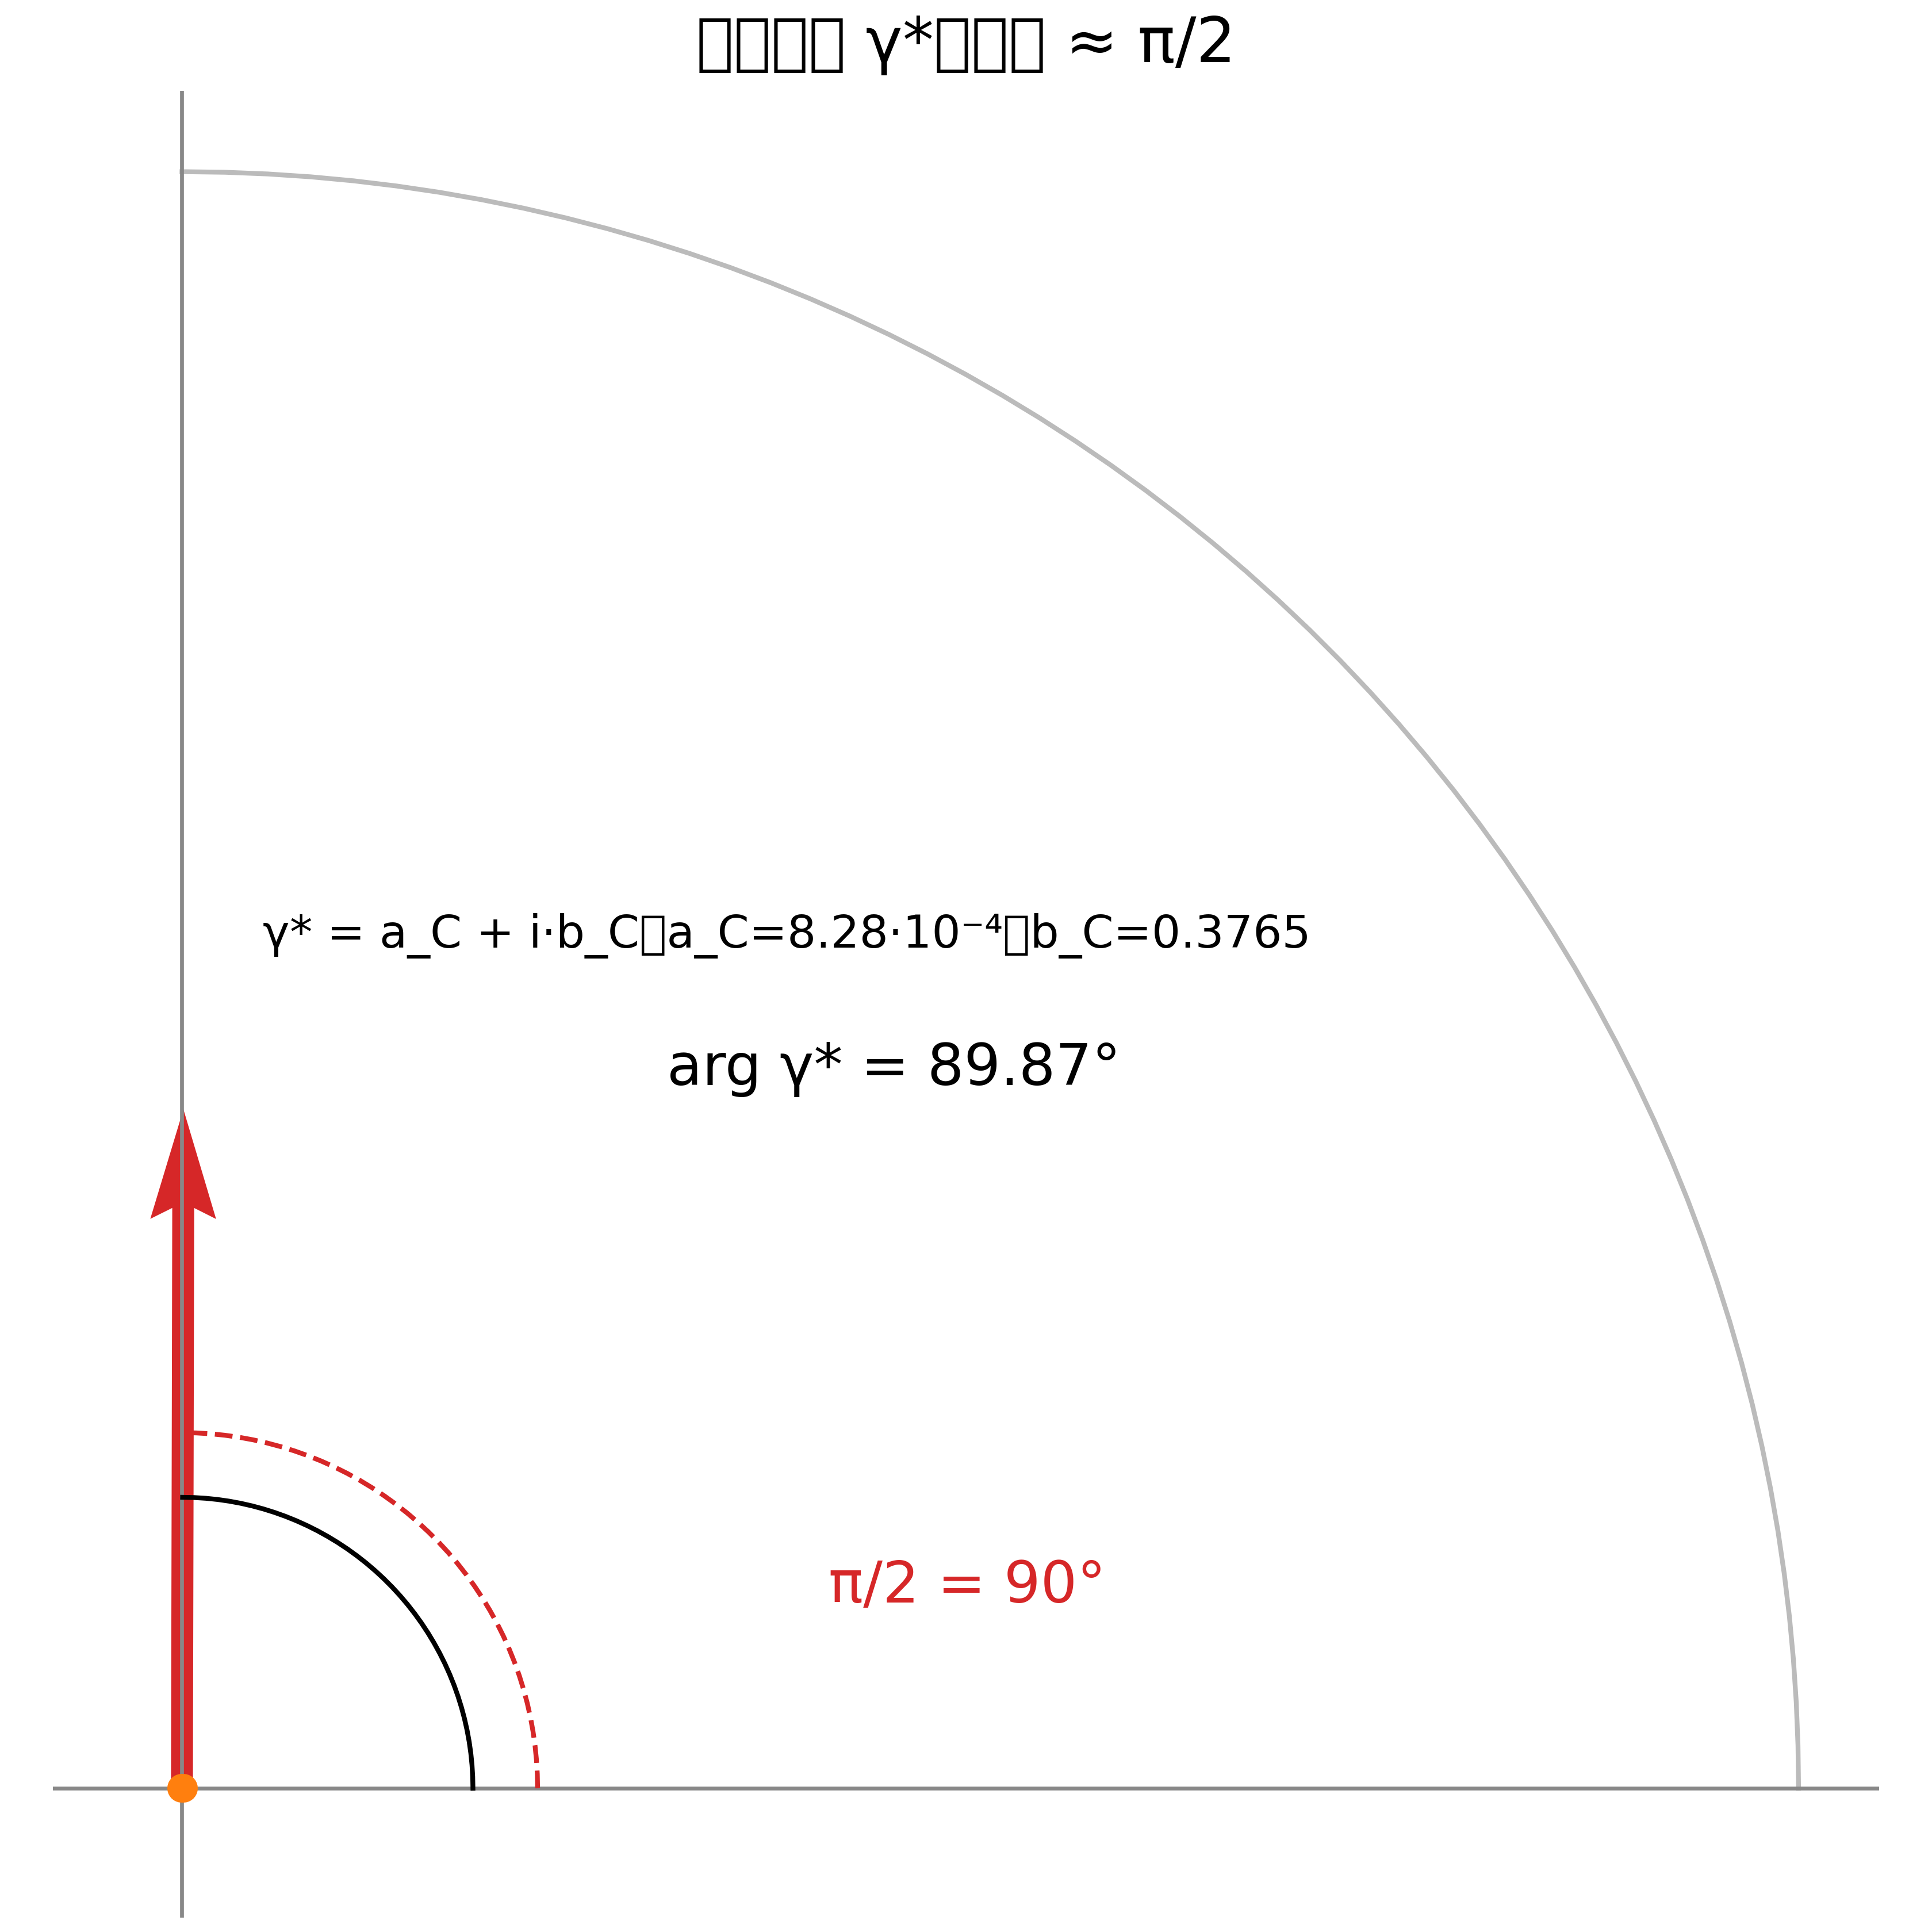 γ* ≈ π/2
γ* = a_C + i·b_C a_C=8.28·10⁻⁴ b_C=0.3765
arg γ* = 89.87°
π/2 = 90°